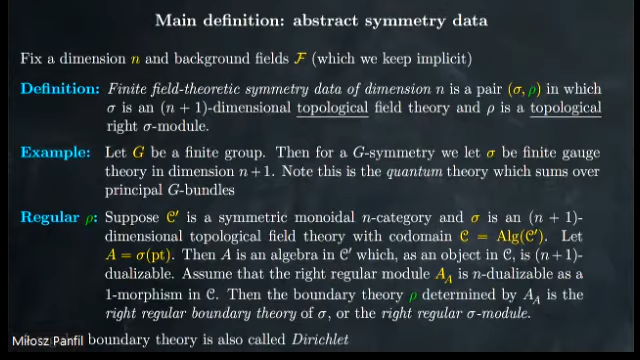 Main definition: abstract symmetry data
Fix a dimension n and background fields F (which we keep implicit)
Definition: Finite field-theoretic symmetry data of dimension n is a pair (σ, ρ) in which
σ is an (n + 1)-dimensional topological field theory and ρ is a topological
right σ-module.
Example: Let G be a finite group. Then for a G-symmetry we let σ be finite gauge
theory in dimension n+1. Note this is the quantum theory which sums over
principal G-bundles
Regular ρ: Suppose C′ is a symmetric monoidal n-category and σ is an (n + 1)-
dimensional topological field theory with codomain C = Alg(C′). Let
A = σ(pt). Then A is an algebra in C′ which, as an object in C, is (n+1)-
dualizable. Assume that the right regular module A_A is n-dualizable as a
1-morphism in C. Then the boundary theory ρ determined by A_A is the
right regular boundary theory of σ, or the right regular σ-module.
Miłosz Panfil boundary theory is also called Dirichlet